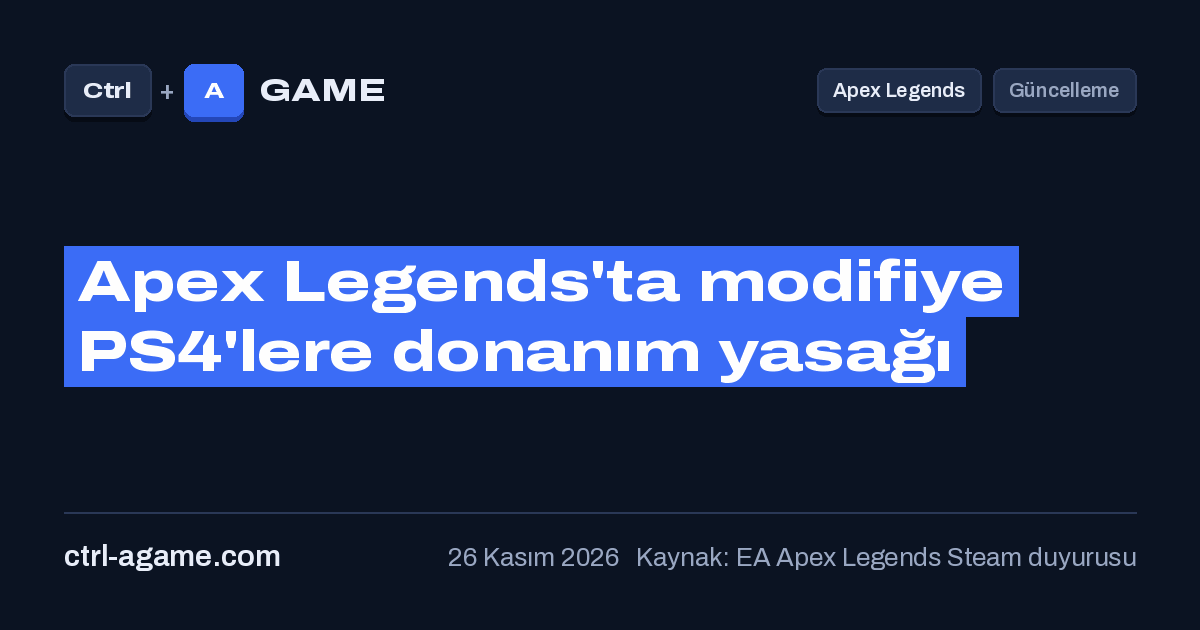 Ctrl + A GAME
Apex Legends Güncelleme
Apex Legends'ta modifiye
PS4'lere donanım yasağı
ctrl-agame.com
26 Kasım 2026 Kaynak: EA Apex Legends Steam duyurusu